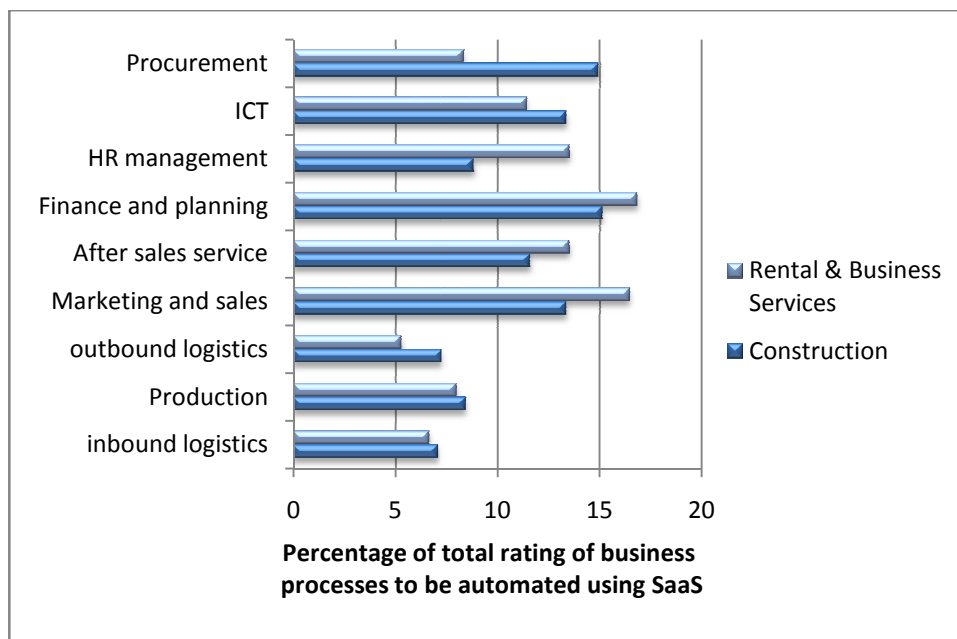 Procurement
ICT
HR management
Finance and planning
After sales service
Marketing and sales
outbound logistics
Production
inbound logistics
0 5 10 15 20
Percentage of total rating of business
processes to be automated using SaaS
Rental & Business
Services
Construction